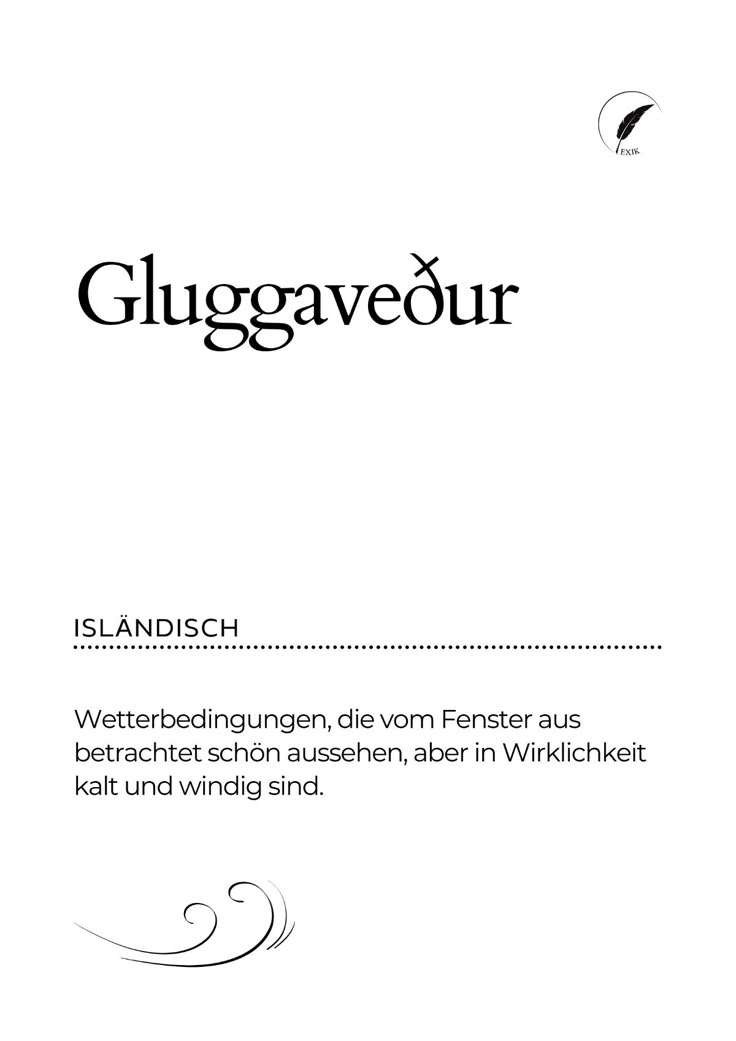 EXIK
Gluggaveður
ISLÄNDISCH
Wetterbedingungen, die vom Fenster aus
betrachtet schön aussehen, aber in Wirklichkeit
kalt und windig sind.